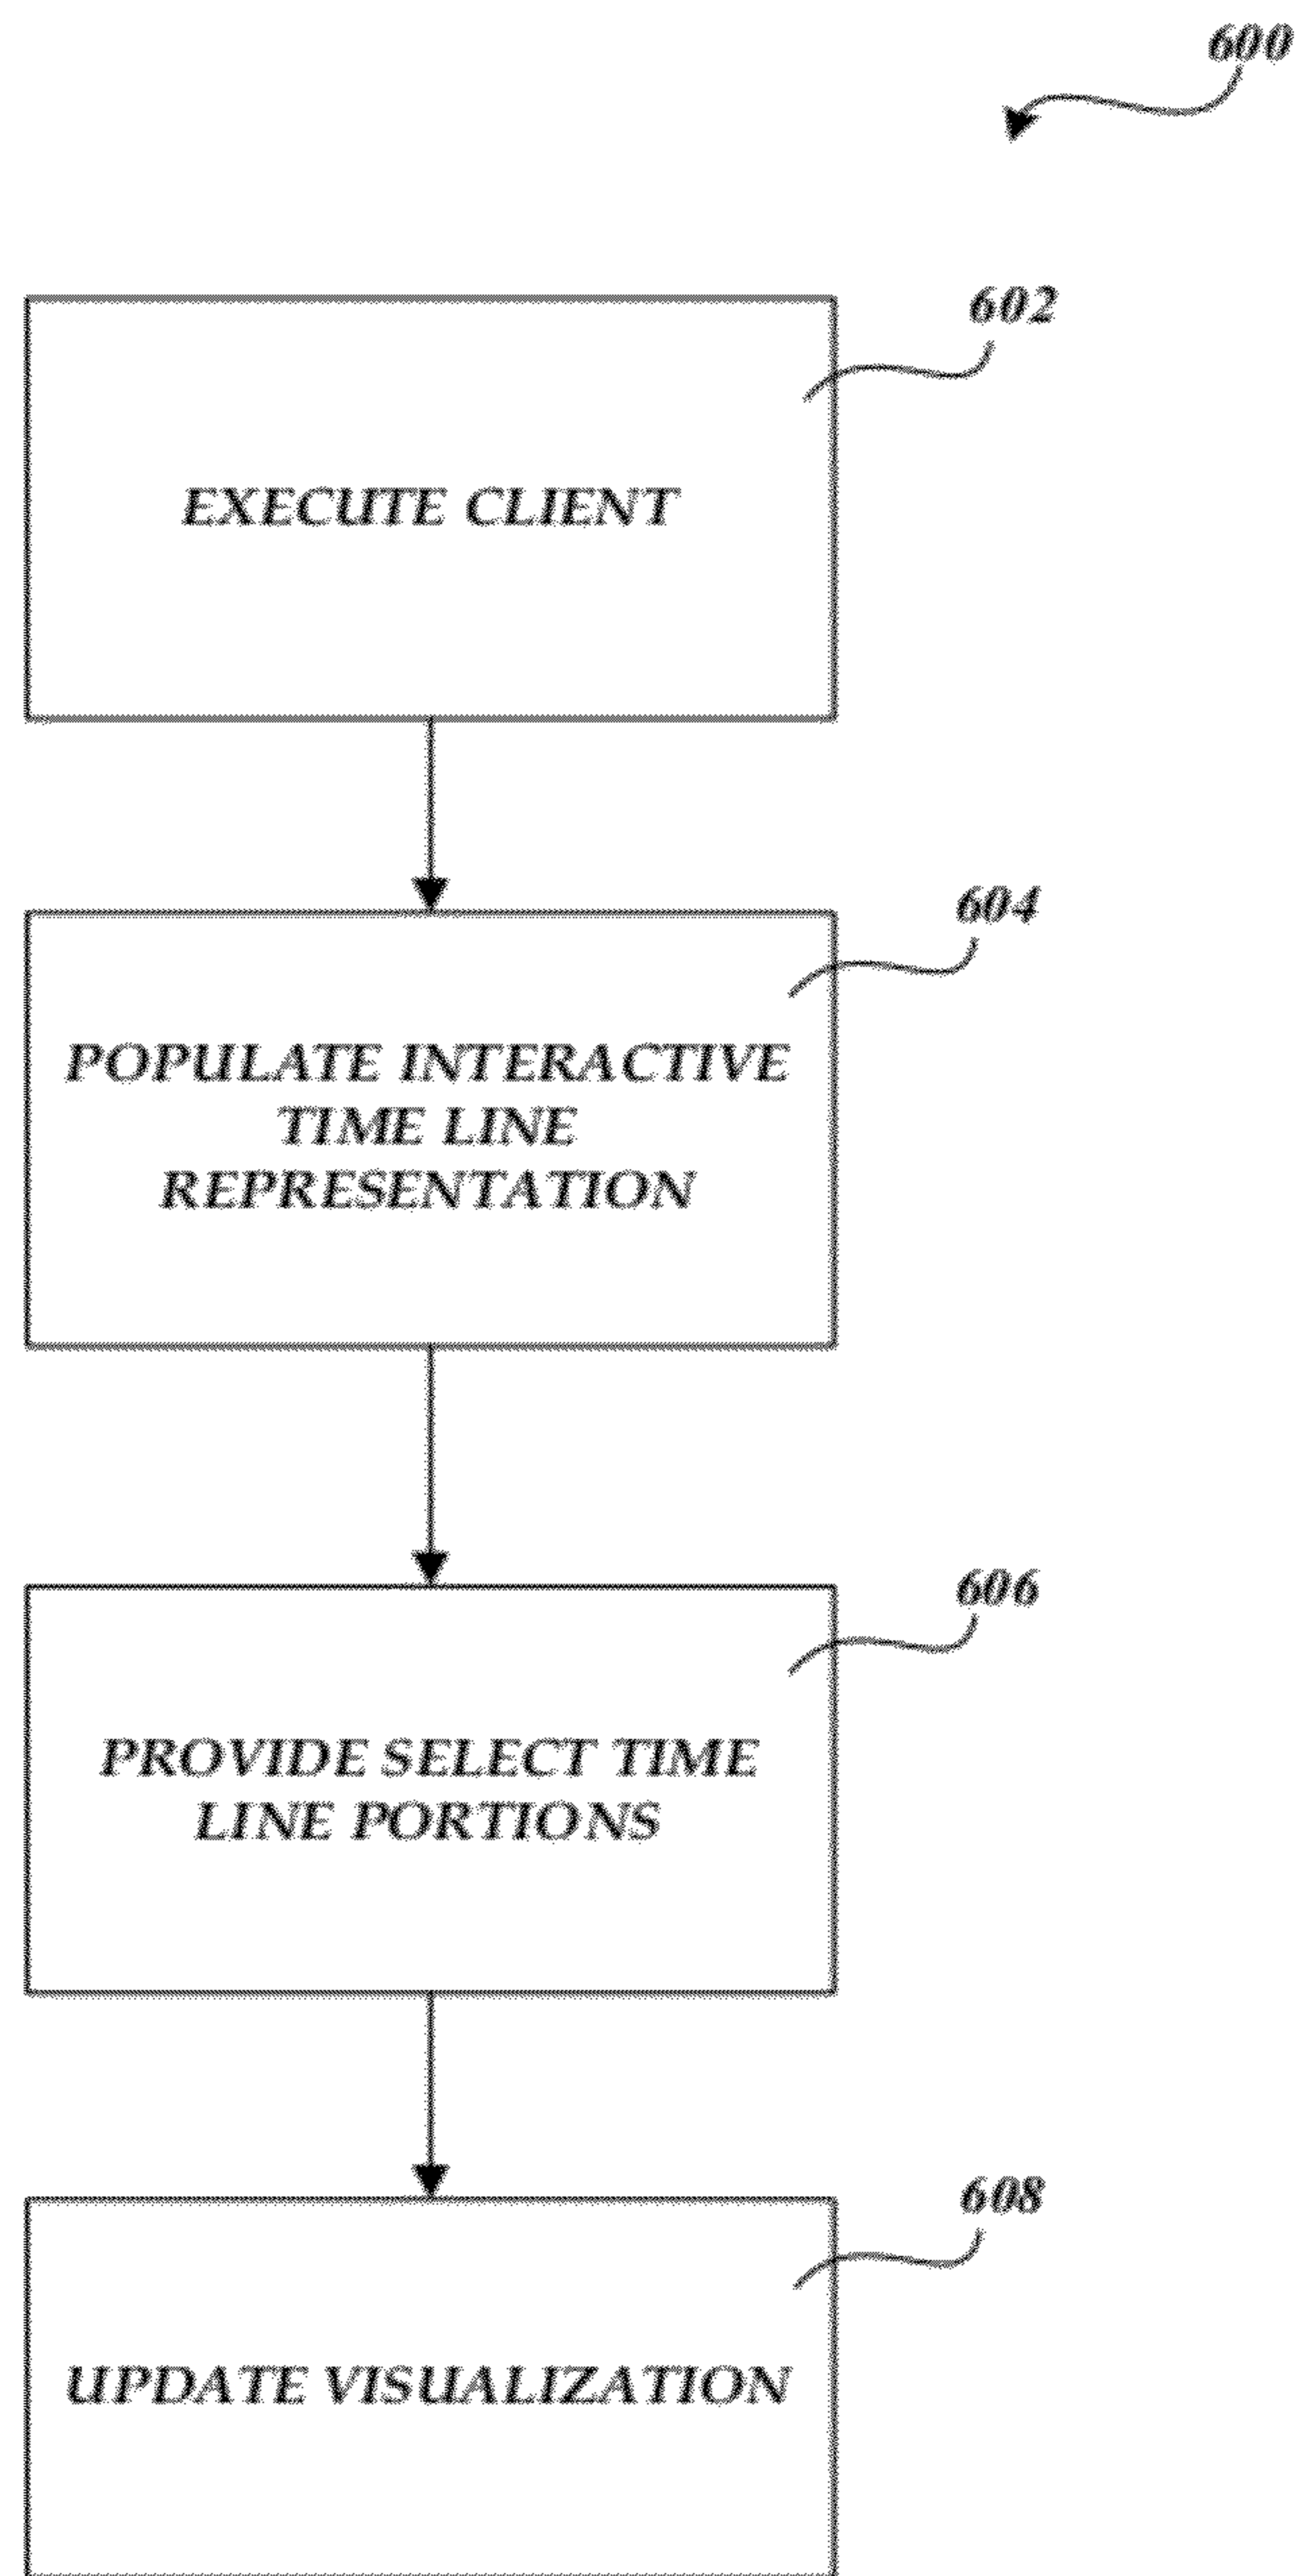 600
602
EXECUTE CLIENT
604
POPULATE INTERACTIVE
TIME LINE
REPRESENTATION
606
PROVIDE SELECT TIME
LINE PORTIONS
608
UPDATE VISUALIZATION